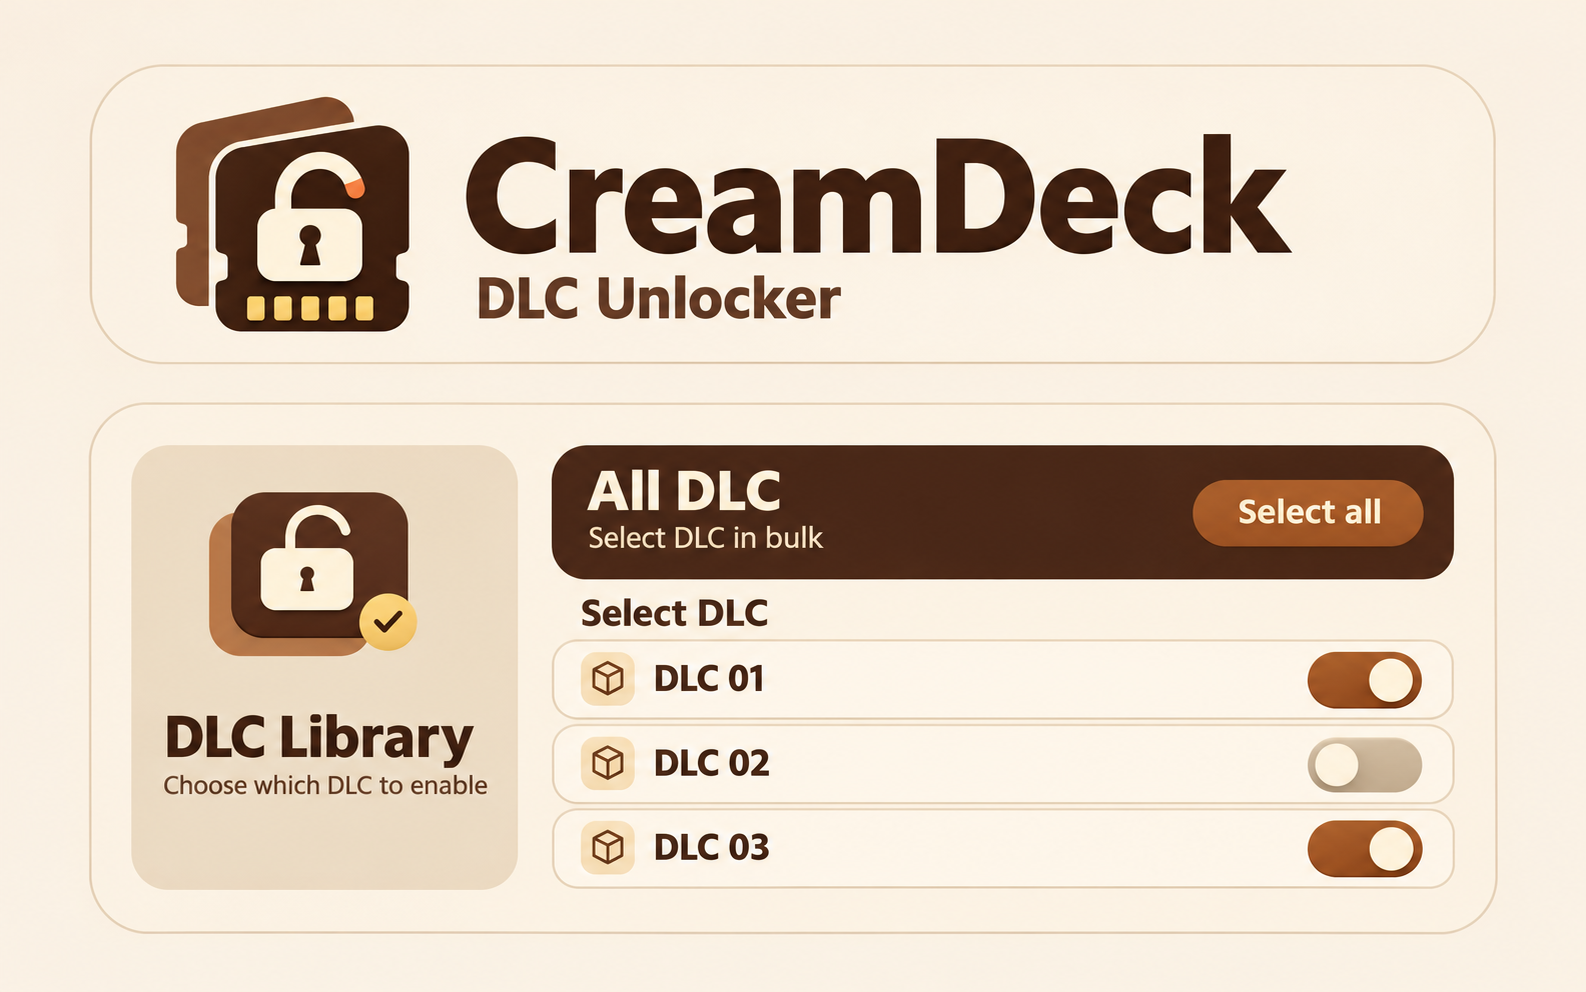 CreamDeck
DLC Unlocker
DLC Library
Choose which DLC to enable
All DLC
Select DLC in bulk
Select all
Select DLC
DLC 01
DLC 02
DLC 03